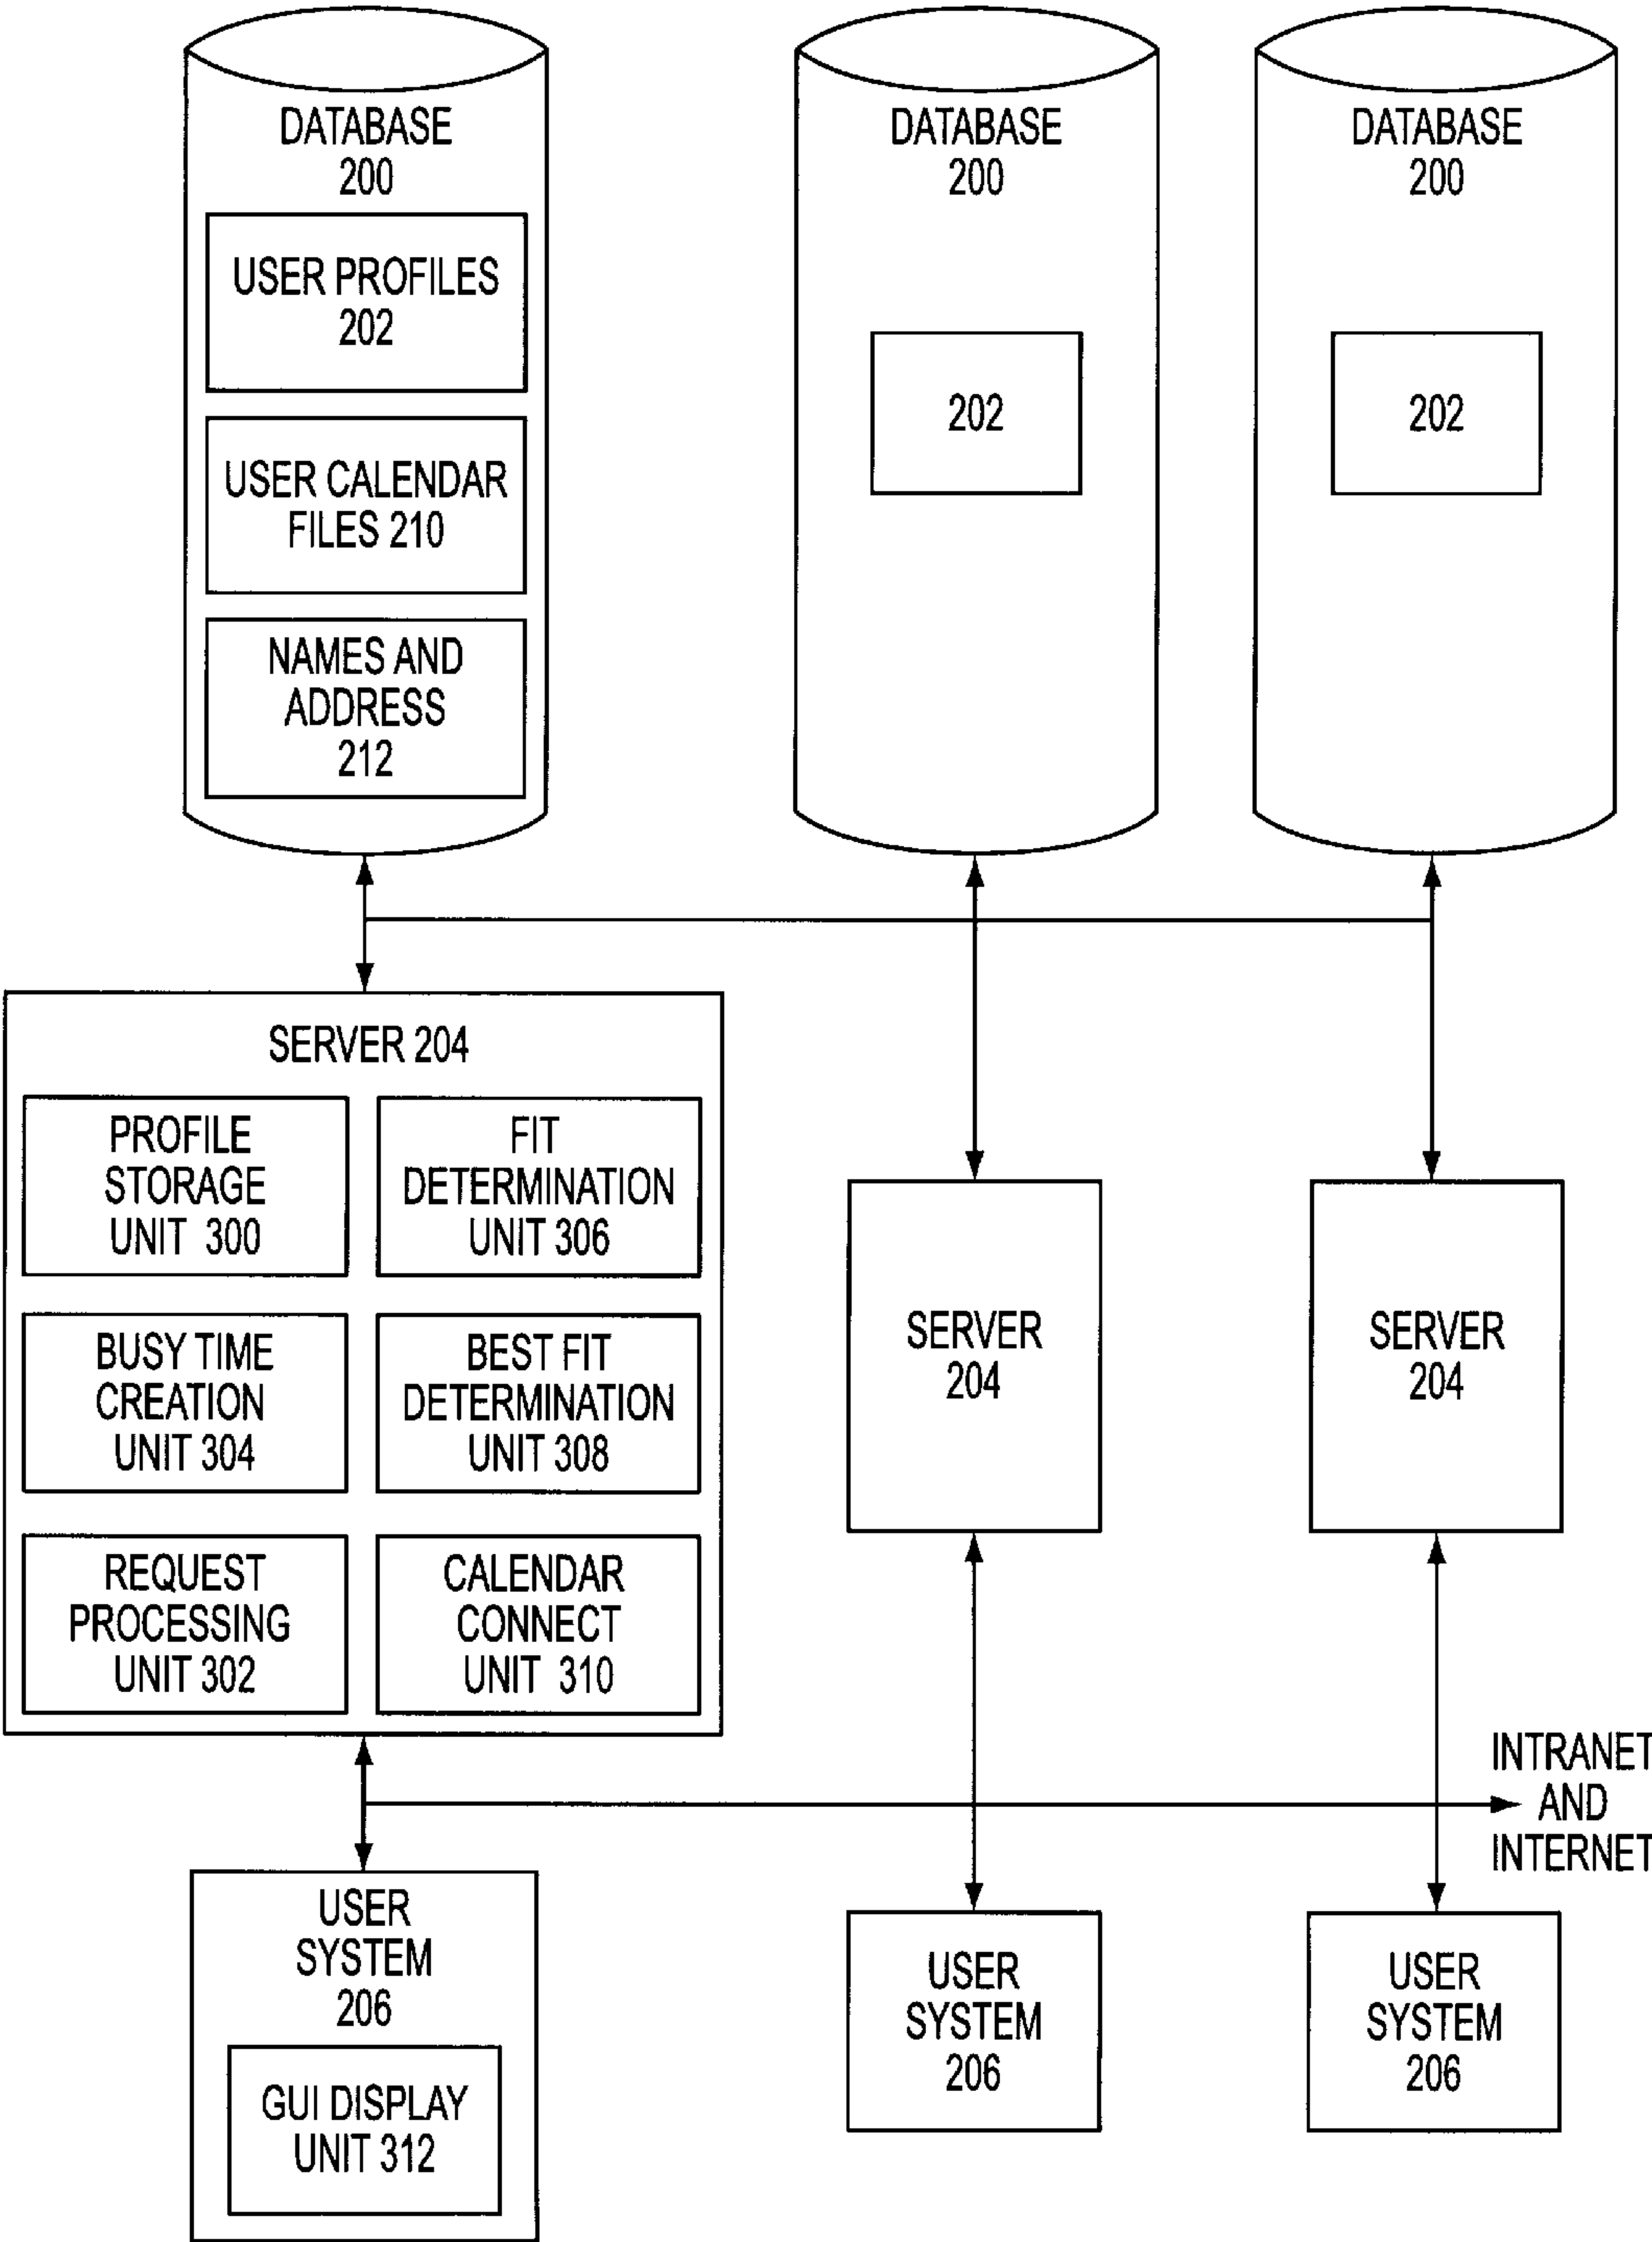 DATABASE
200
USER PROFILES
202
USER CALENDAR
FILES 210
NAMES AND
ADDRESS
212
DATABASE
200
202
DATABASE
200
202
SERVER 204
PROFILE
STORAGE
UNIT 300
FIT
DETERMINATION
UNIT 306
BUSY TIME
CREATION
UNIT 304
BEST FIT
DETERMINATION
UNIT 308
REQUEST
PROCESSING
UNIT 302
CALENDAR
CONNECT
UNIT 310
SERVER
204
SERVER
204
INTRANET
AND
INTERNET
USER
SYSTEM
206
GUI DISPLAY
UNIT 312
USER
SYSTEM
206
USER
SYSTEM
206